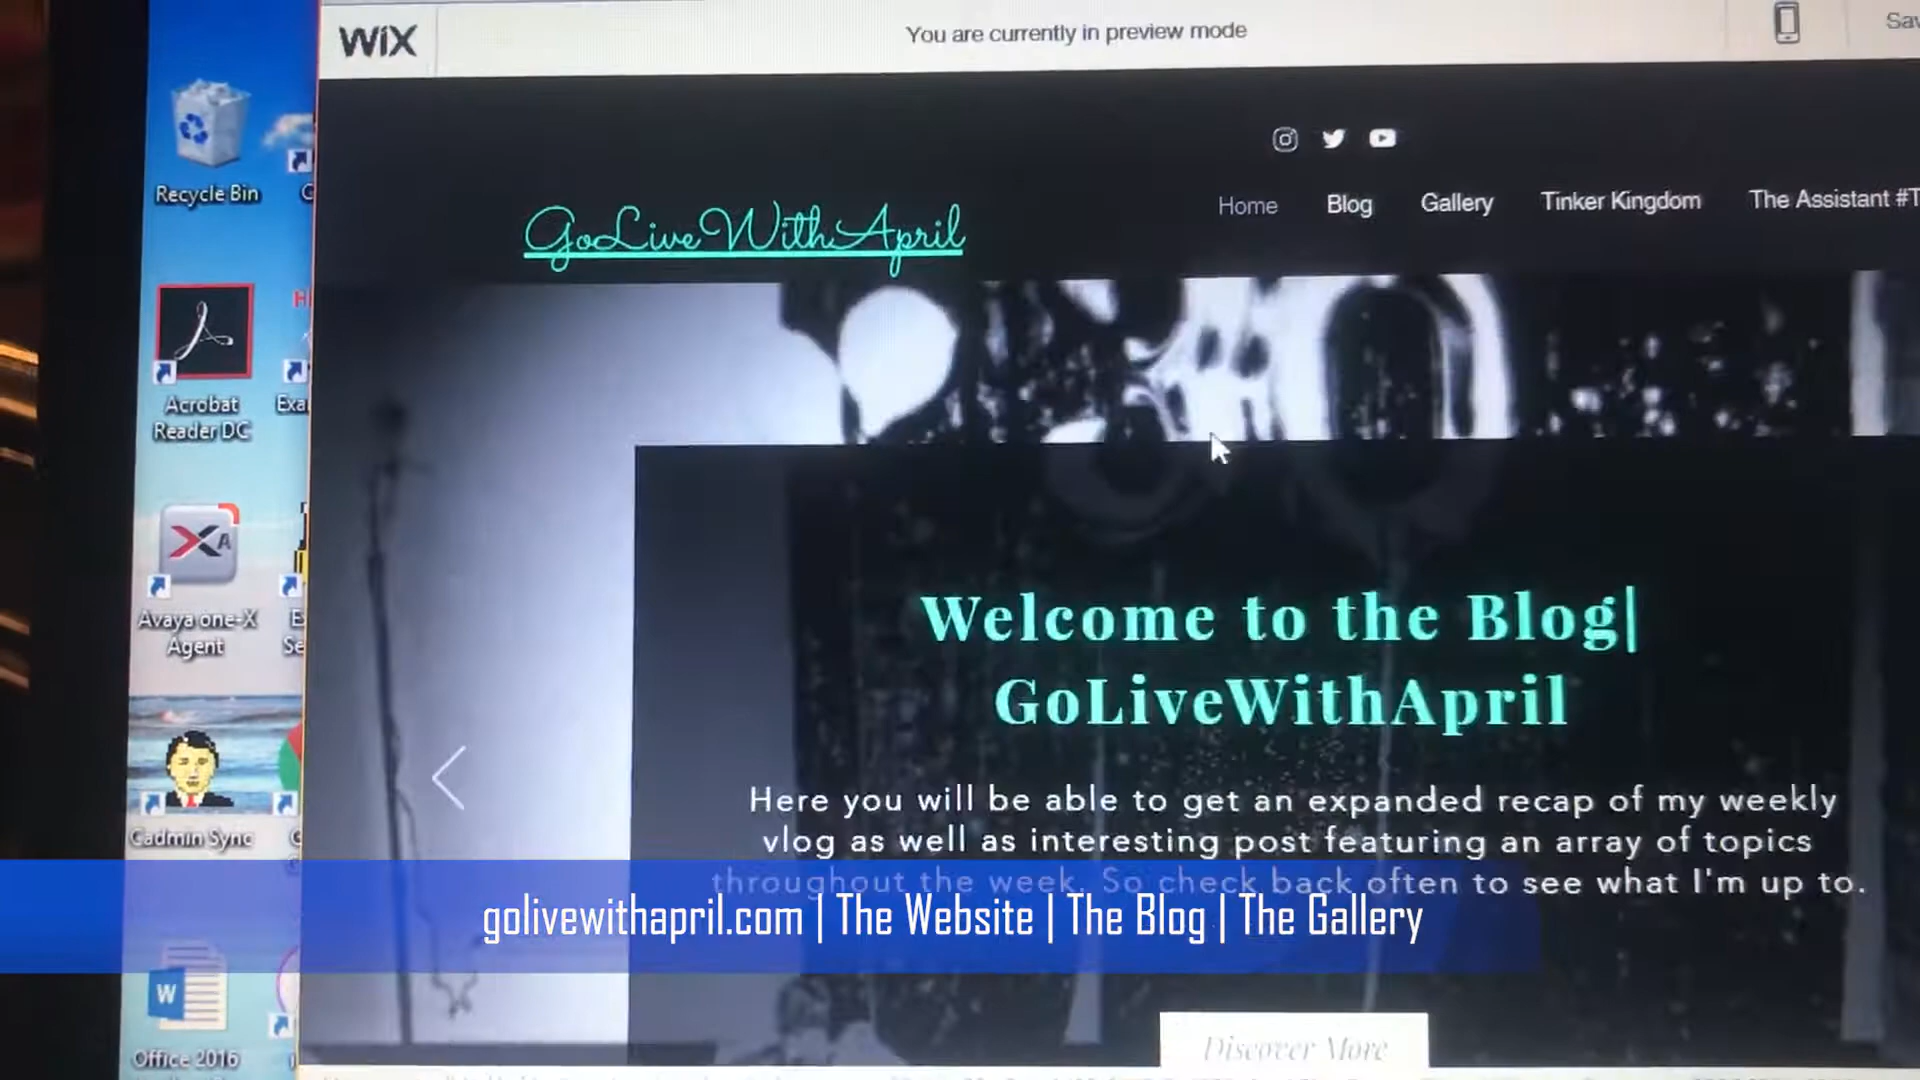 WiX
You are currently in preview mode
Sav
Recycle Bin
GoLiveWithApril
Home Blog Gallery Tinker Kingdom The Assistant #T
Acrobat
Reader DC
Exa
Avaya one-X
Agent
Welcome to the Blog|
GoLiveWithApril
Here you will be able to get an expanded recap of my weekly
vlog as well as interesting post featuring an array of topics
throughout the week. So check back often to see what I'm up to.
Cadmin Sync
golivewithapril.com | The Website | The Blog | The Gallery
Discover More
Office 2016